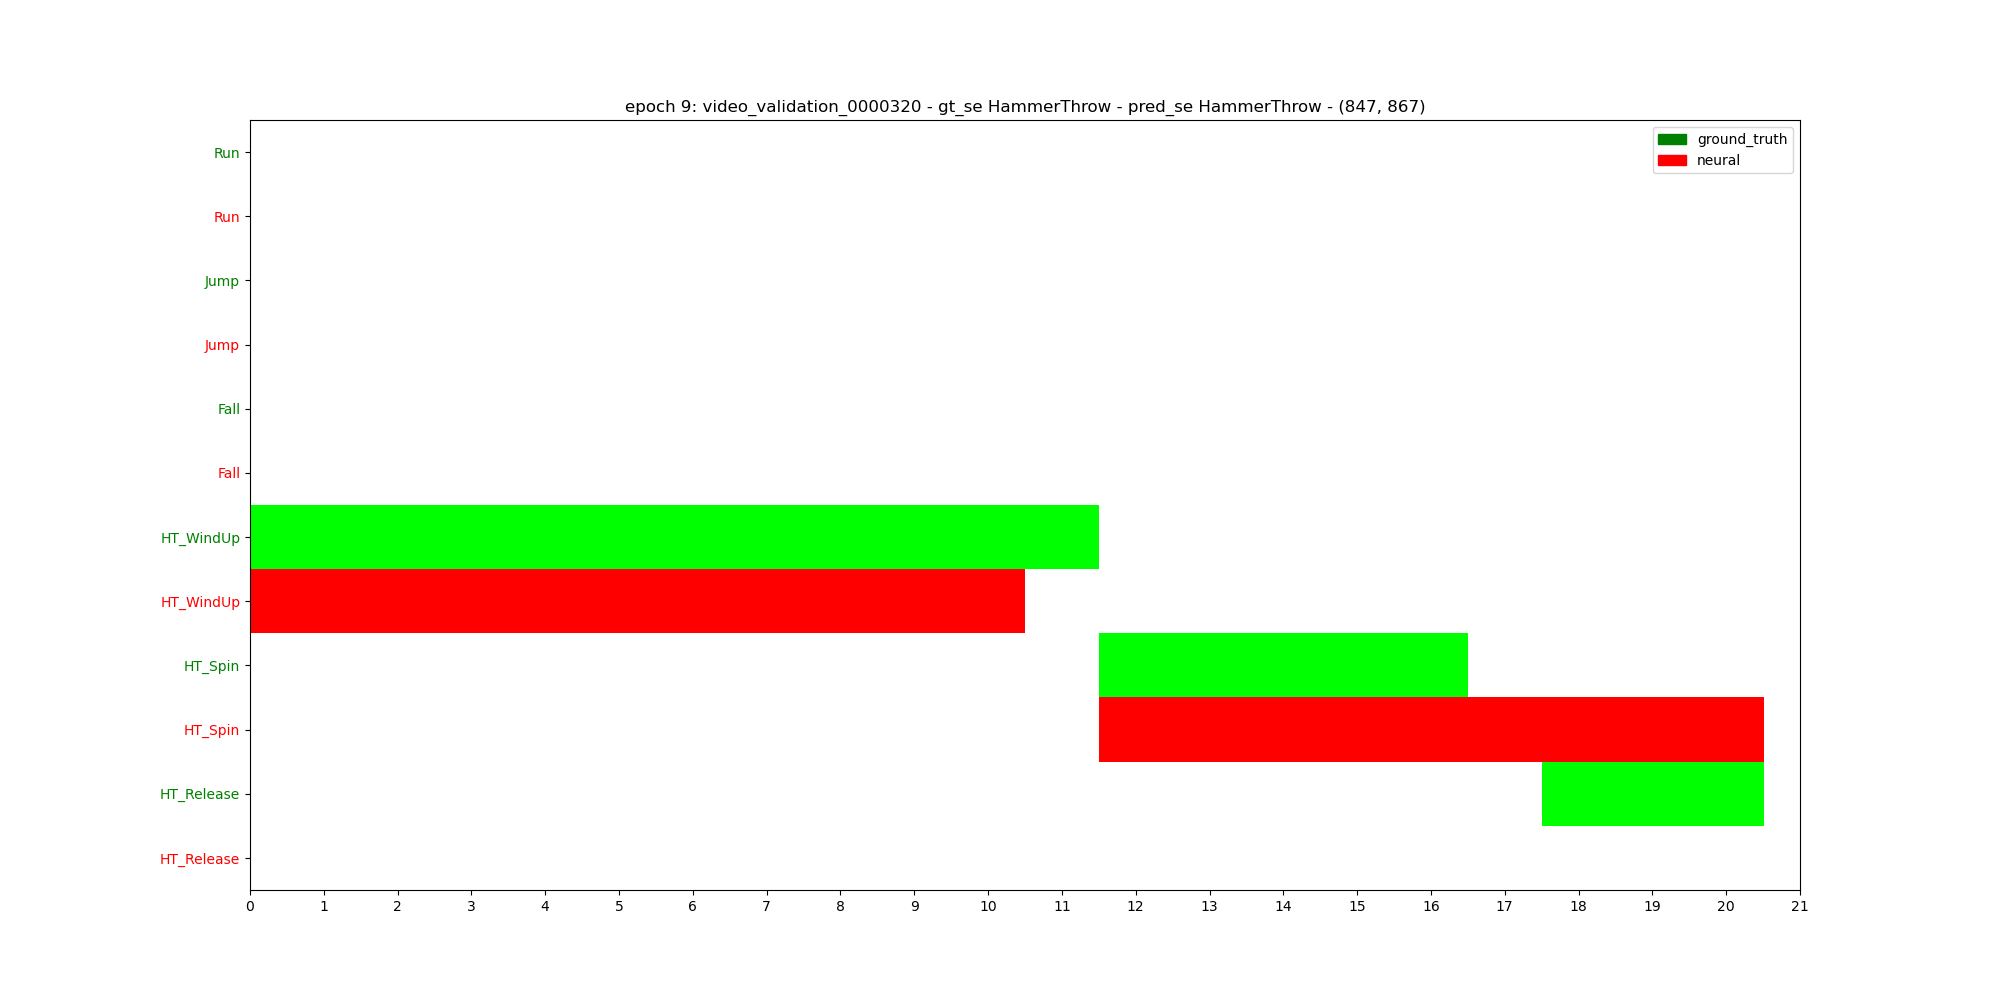 epoch 9: video_validation_0000320 - gt_se HammerThrow - pred_se HammerThrow - (847, 867)
ground_truth
neural
Run
Run
Jump
Jump
Fall
Fall
HT_WindUp
HT_WindUp
HT_Spin
HT_Spin
HT_Release
HT_Release
0 1 2 3 4 5 6 7 8 9 10 11 12 13 14 15 16 17 18 19 20 21